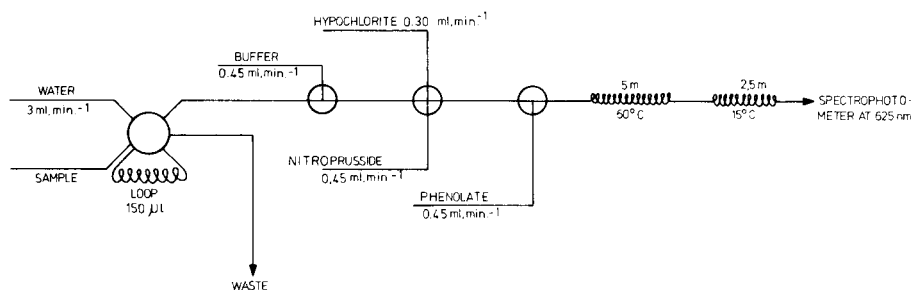 HYPOCHLORITE 0.30 ml,min.-1
BUFFER
0.45 ml,min.-1
WATER
3 ml,min.-1
5 m
2,5 m
60°C
15°C
SPECTROPHOTO-
METER AT 625 nm
SAMPLE
LOOP
150 µl
NITROPRUSSIDE
0,45 ml,min.-1
PHENOLATE
0.45 ml,min.-1
WASTE